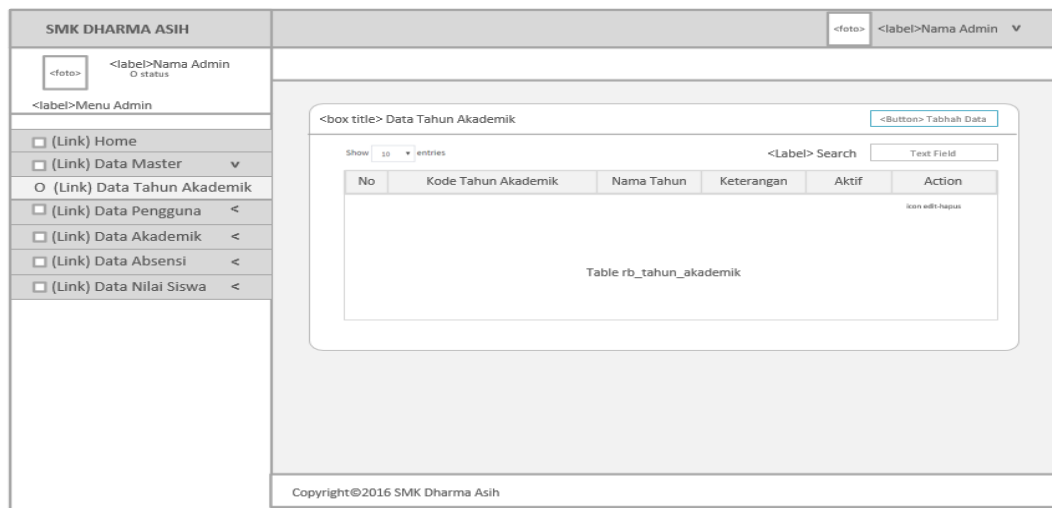 SMK DHARMA ASIH
<foto> <label>Nama Admin v
<foto> <label>Nama Admin
O status
<label>Menu Admin
(Link) Home
(Link) Data Master v
O (Link) Data Tahun Akademik
(Link) Data Pengguna <
(Link) Data Akademik <
(Link) Data Absensi <
(Link) Data Nilai Siswa <
<box title> Data Tahun Akademik <Button> Tabhah Data
Show 10 entries <Label> Search Text Field
No Kode Tahun Akademik Nama Tahun Keterangan Aktif Action
icon edit-hapus
Table rb_tahun_akademik
Copyright©2016 SMK Dharma Asih